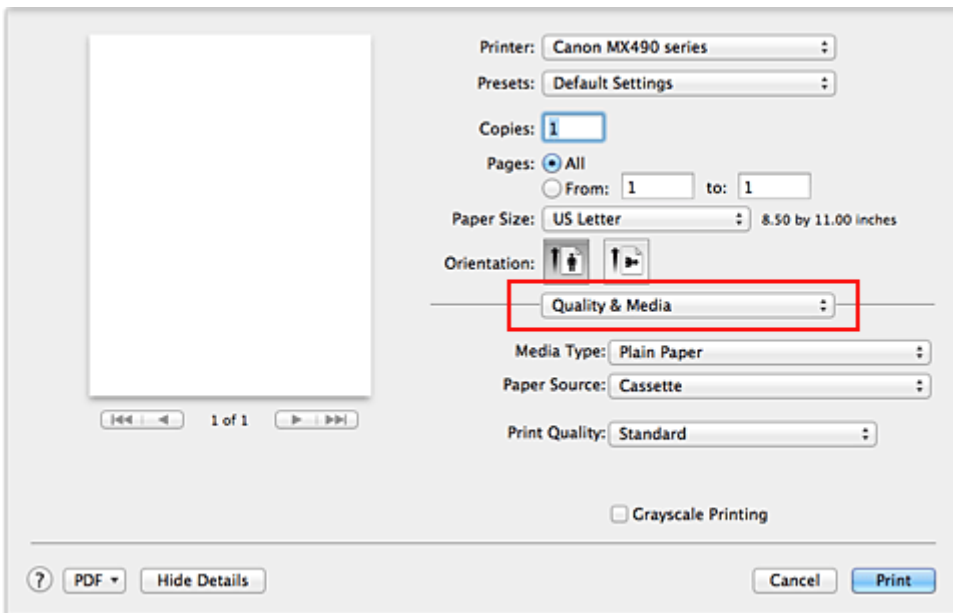 Printer: Canon MX490 series
Presets: Default Settings
Copies: 1
Pages: All
From: 1 to: 1
Paper Size: US Letter 8.50 by 11.00 inches
Orientation:
Quality & Media
Media Type: Plain Paper
Paper Source: Cassette
1 of 1
Print Quality: Standard
Grayscale Printing
? PDF Hide Details Cancel Print